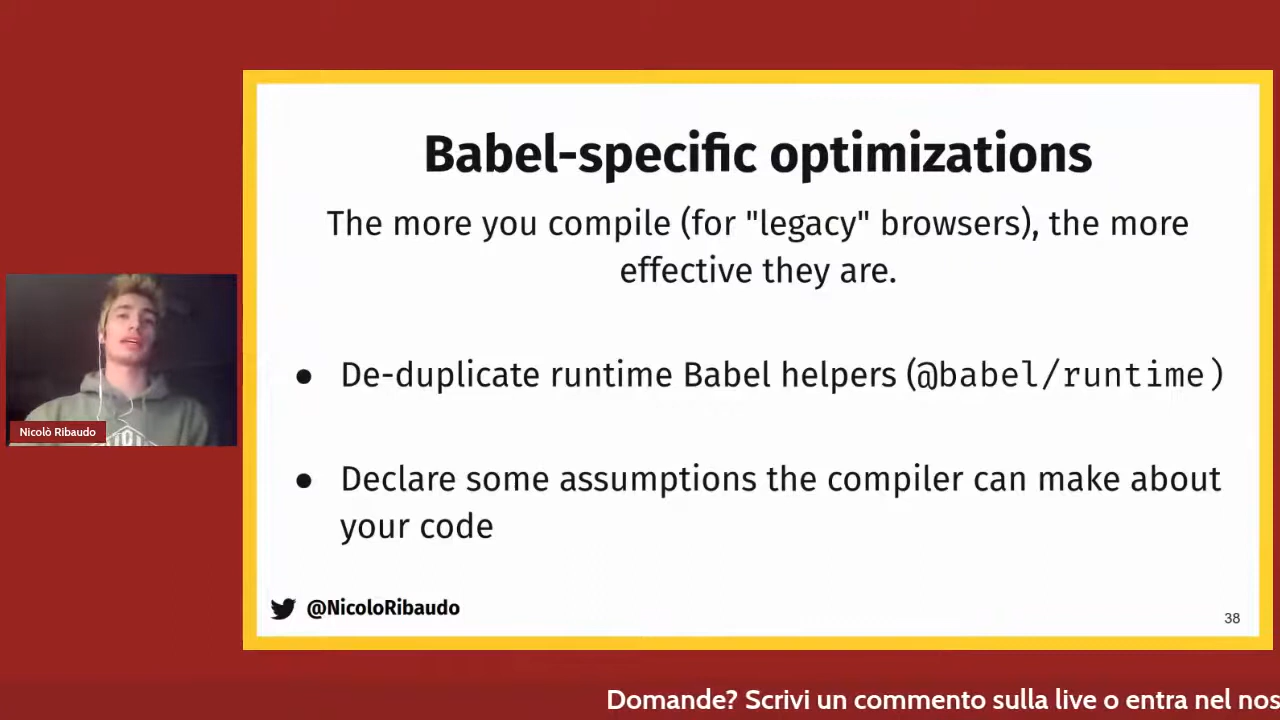 Babel-specific optimizations
The more you compile (for "legacy" browsers), the more
effective they are.
● De-duplicate runtime Babel helpers (@babel/runtime)
● Declare some assumptions the compiler can make about
your code
@NicoloRibaudo
38
Nicolò Ribaudo
Domande? Scrivi un commento sulla live o entra nel nos